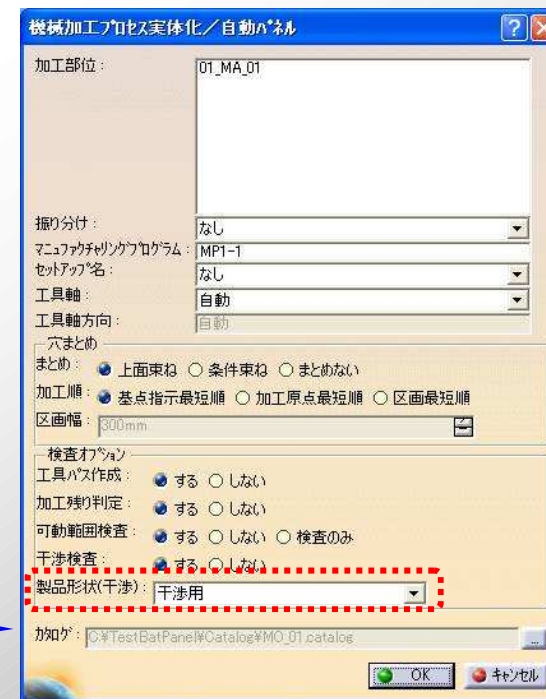 機械加工ﾌﾟﾛｾｽ実体化／自動ﾊﾟﾈﾙ
加工部位：
01_MA_01
振り分け：
なし
ﾏﾆｭﾌｧｸﾁｬﾘﾝｸﾞﾌﾟﾛｸﾞﾗﾑ：
MP1-1
ｾｯﾄｱｯﾌﾟ名：
なし
工具軸：
自動
工具軸方向：
自動
穴まとめ
まとめ： 上面束ね 条件束ね まとめない
加工順： 基点指示最短順 加工原点最短順 区画最短順
区画幅： 300mm
検査ｵﾌﾟｼｮﾝ
工具ﾊﾟｽ作成： する しない
加工残り判定： する しない
可動範囲検査： する しない 検査のみ
干渉検査： する しない
製品形状(干渉)： 干渉用
ｶﾀﾛｸﾞ： C:¥TestBatPanel¥Catalog¥MO_01.catalog ...
OK ｷｬﾝｾﾙ